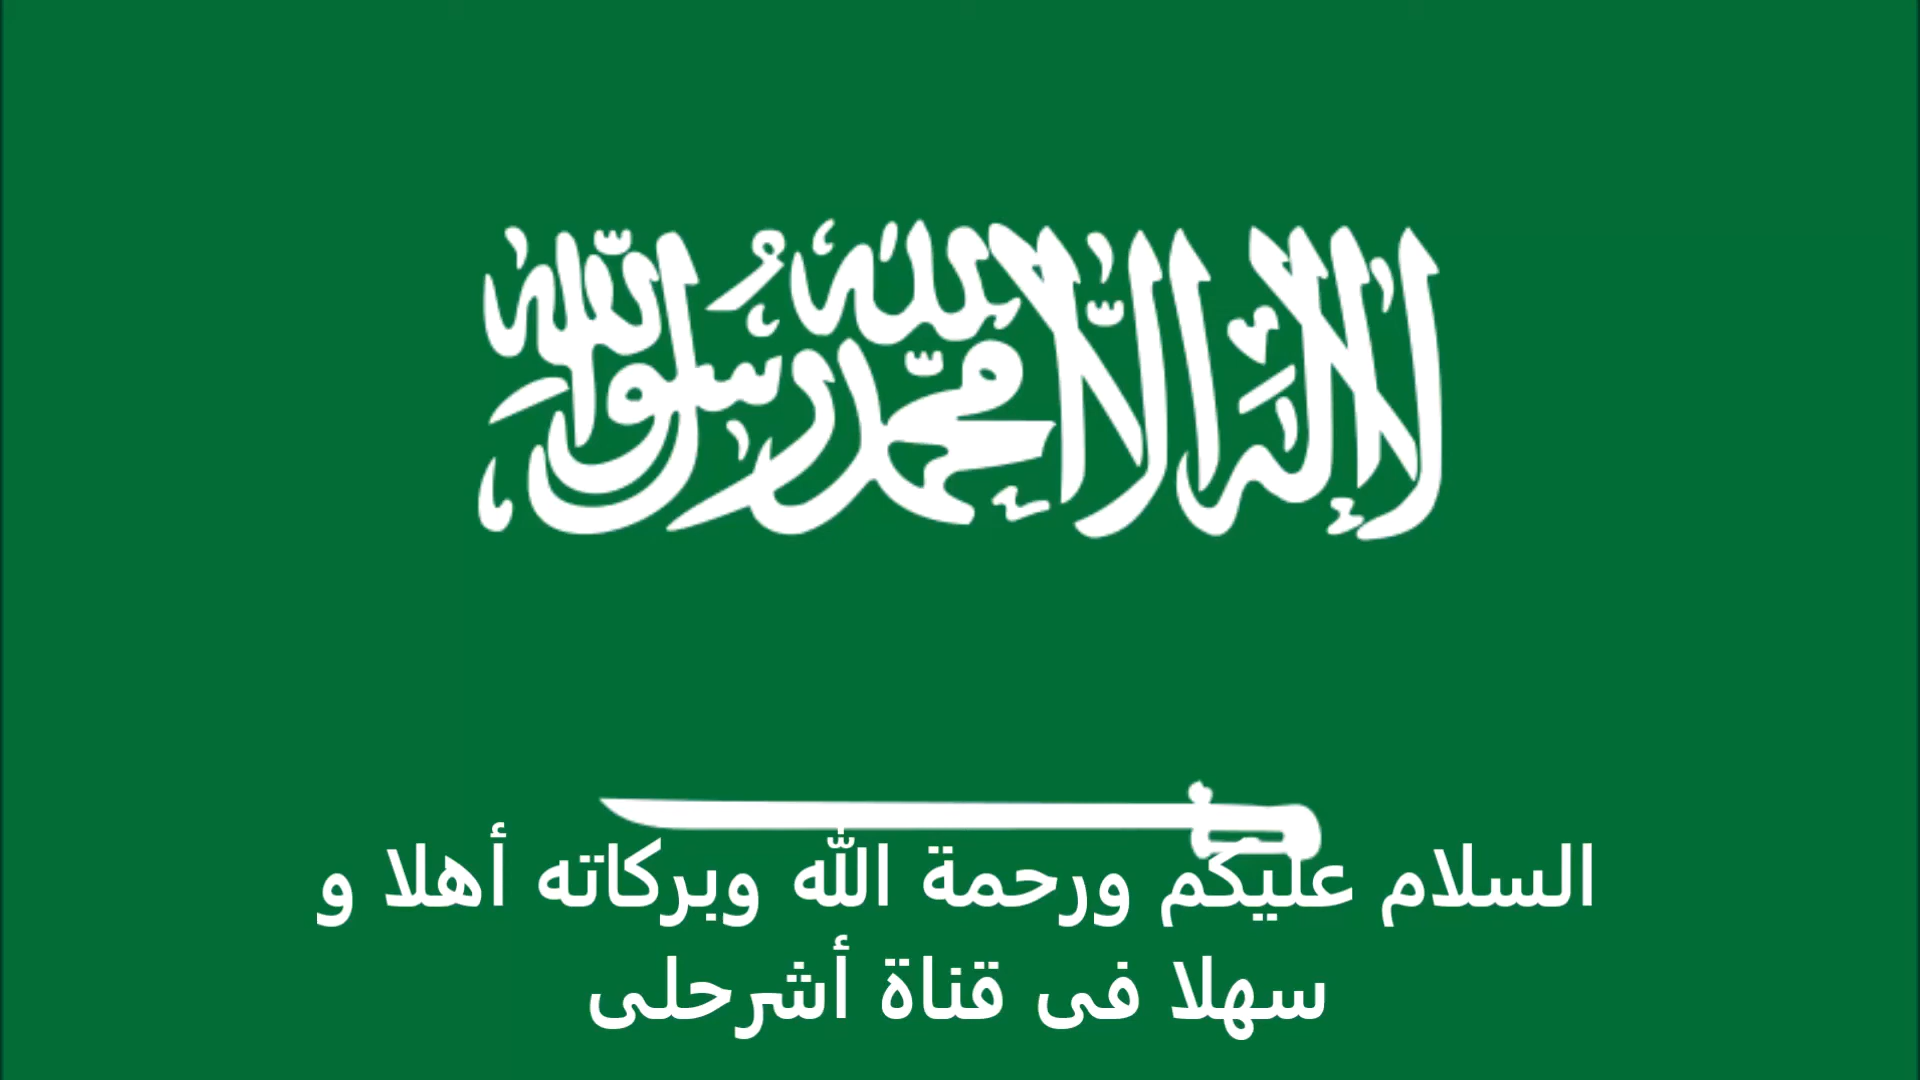 لا إله إلا الله محمد رسول الله
السلام عليكم ورحمة الله وبركاته أهلا و
سهلا فى قناة أشرحلى